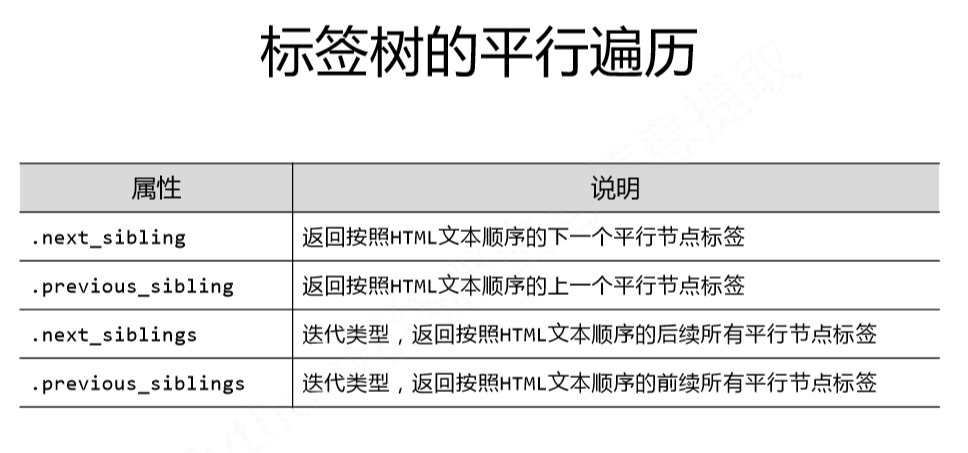 标签树的平行遍历
属性 说明
.next_sibling 返回按照HTML文本顺序的下一个平行节点标签
.previous_sibling 返回按照HTML文本顺序的上一个平行节点标签
.next_siblings 迭代类型，返回按照HTML文本顺序的后续所有平行节点标签
.previous_siblings 迭代类型，返回按照HTML文本顺序的前续所有平行节点标签